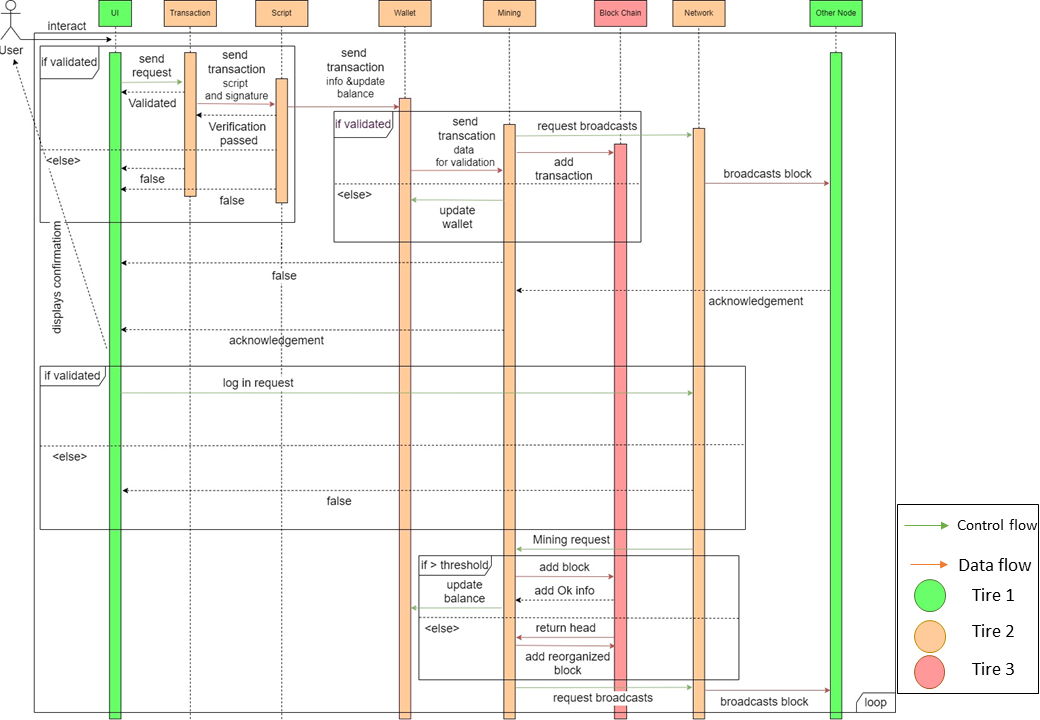 UI
Transaction
Script
Wallet
Mining
Block Chain
Network
Other Node
User
interact
if validated
send
request
Validated
send
transaction
script
and signature
Verification
passed
send
transaction
info &update
balance
<else>
false
false
if validated
send
transcation
data
for validation
request broadcasts
add
transaction
broadcasts block
<else>
update
wallet
false
acknowledgement
acknowledgement
displays confirmatiom
if validated
log in request
<else>
false
Mining request
if > threshold
add block
update
balance
add Ok info
<else>
return head
add reorganized
block
request broadcasts
broadcasts block
loop
Control flow
Data flow
Tire 1
Tire 2
Tire 3